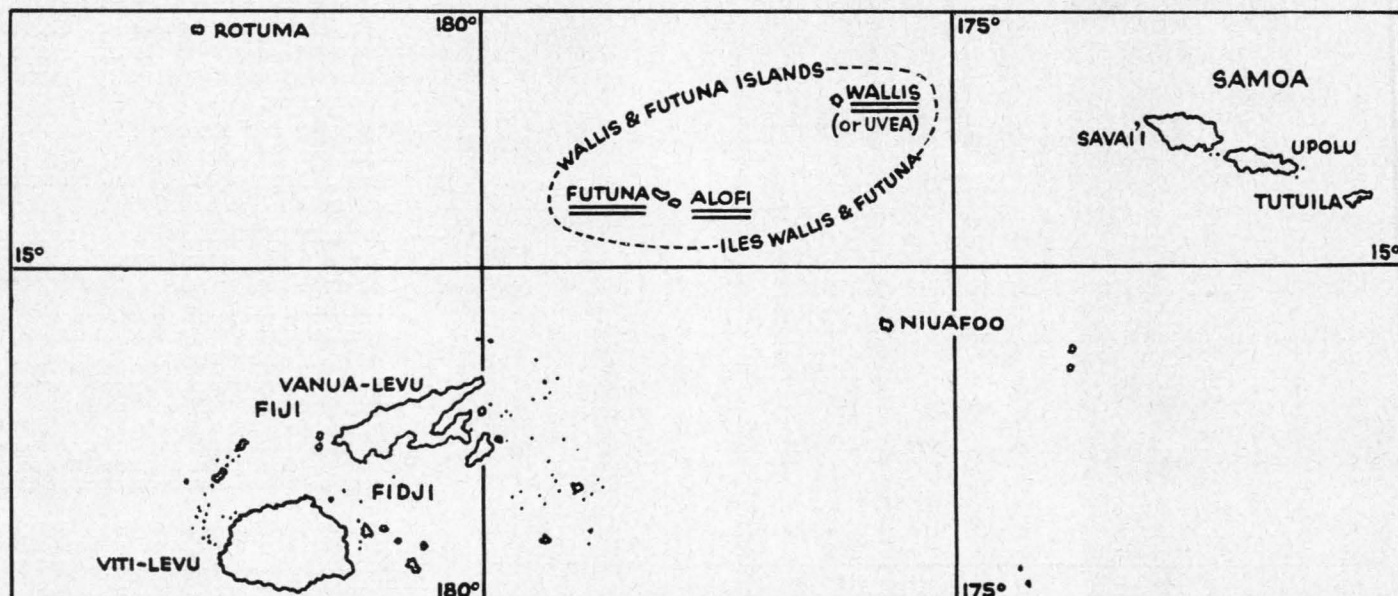 ROTUMA
180°
175°
WALLIS & FUTUNA ISLANDS
WALLIS
(or UVEA)
SAMOA
SAVAI'I
UPOLU
TUTUILA
FUTUNA
ALOFI
ILES WALLIS & FUTUNA
15°
15°
NIUAFOO
VANUA-LEVU
FIJI
FIDJI
VITI-LEVU
180°
175°